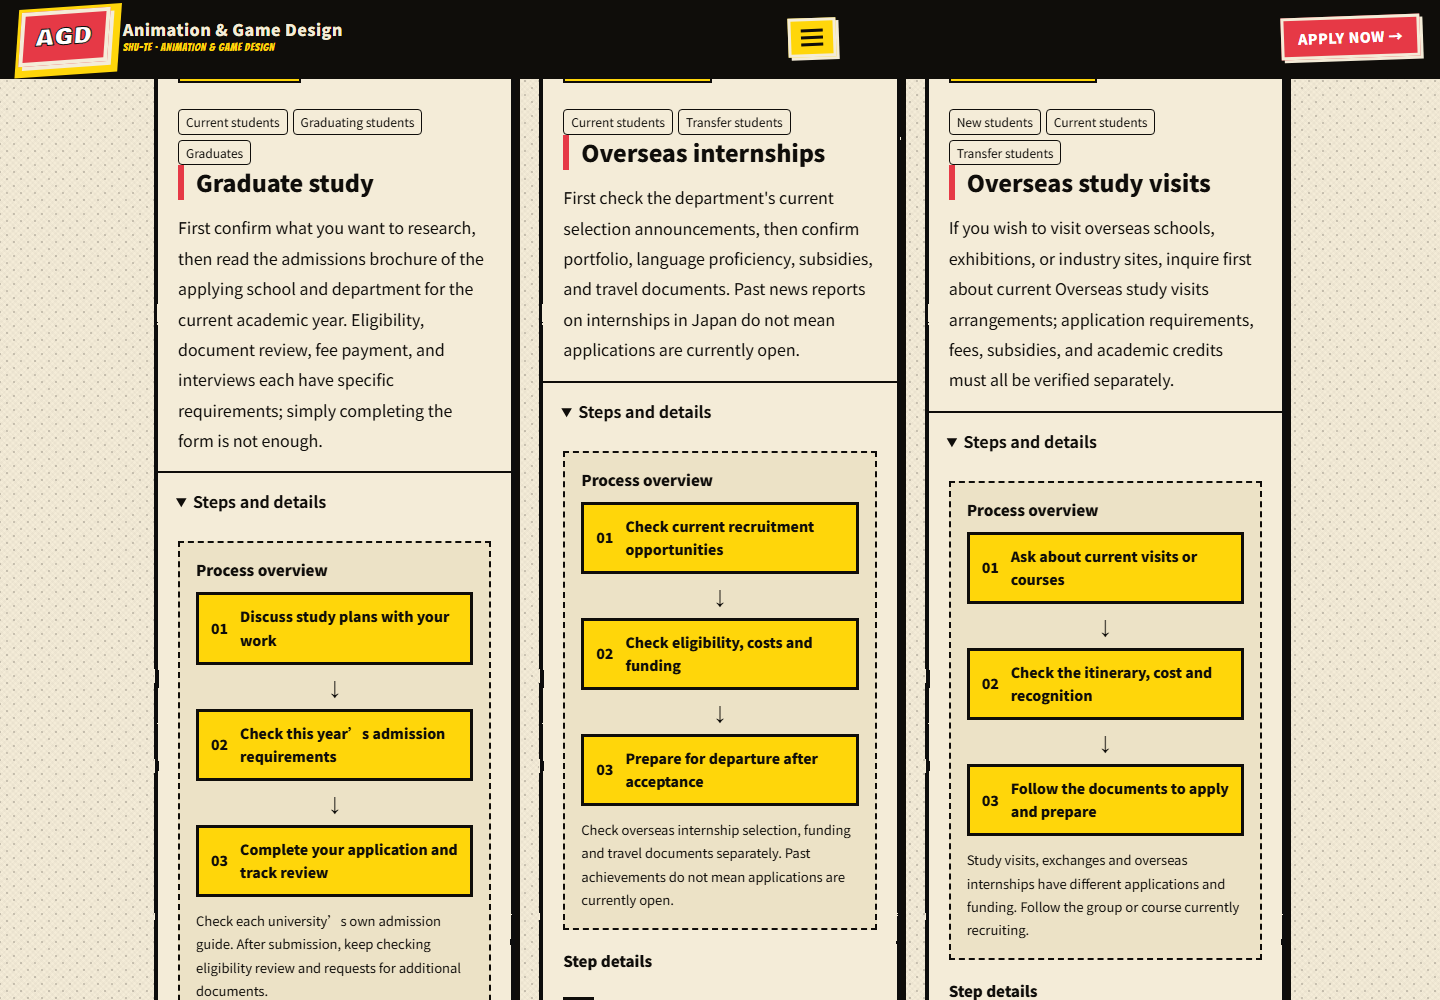 AGD
Animation & Game Design
SHU-TE · ANIMATION & GAME DESIGN
APPLY NOW →
Current students
Graduating students
Graduates
Graduate study
First confirm what you want to research,
then read the admissions brochure of the
applying school and department for the
current academic year. Eligibility,
document review, fee payment, and
interviews each have specific
requirements; simply completing the
form is not enough.
▼ Steps and details
Process overview
01 Discuss study plans with your
work
↓
02 Check this year’s admission
requirements
↓
03 Complete your application and
track review
Check each university’s own admission
guide. After submission, keep checking
eligibility review and requests for additional
documents.
Current students
Transfer students
Overseas internships
First check the department's current
selection announcements, then confirm
portfolio, language proficiency, subsidies,
and travel documents. Past news reports
on internships in Japan do not mean
applications are currently open.
▼ Steps and details
Process overview
01 Check current recruitment
opportunities
↓
02 Check eligibility, costs and
funding
↓
03 Prepare for departure after
acceptance
Check overseas internship selection, funding
and travel documents separately. Past
achievements do not mean applications are
currently open.
Step details
New students
Current students
Transfer students
Overseas study visits
If you wish to visit overseas schools,
exhibitions, or industry sites, inquire first
about current Overseas study visits
arrangements; application requirements,
fees, subsidies, and academic credits
must all be verified separately.
▼ Steps and details
Process overview
01 Ask about current visits or
courses
↓
02 Check the itinerary, cost and
recognition
↓
03 Follow the documents to apply
and prepare
Study visits, exchanges and overseas
internships have different applications and
funding. Follow the group or course currently
recruiting.
Step details